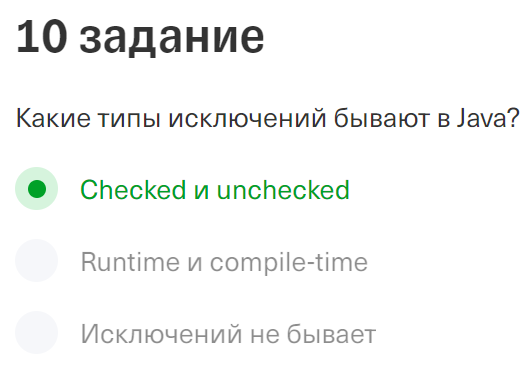 10 задание
Какие типы исключений бывают в Java?
Checked и unchecked
Runtime и compile-time
Исключений не бывает